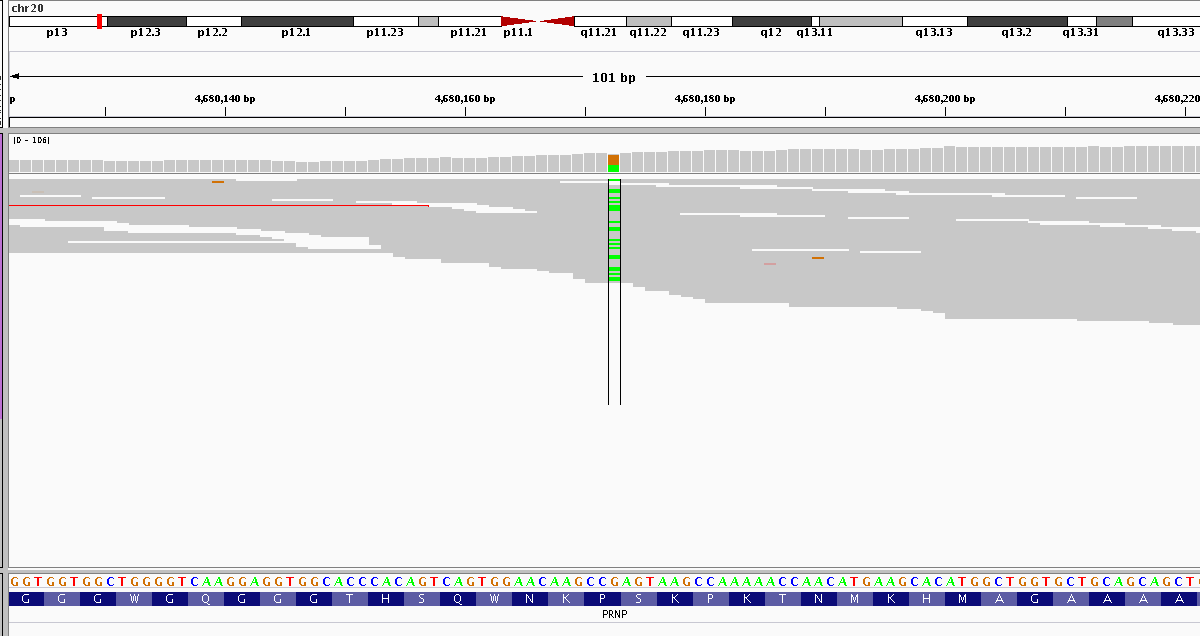 chr20
p13 p12.3 p12.2 p12.1 p11.23 p11.21 p11.1 q11.21 q11.22 q11.23 q12 q13.11 q13.13 q13.2 q13.31 q13.33
101 bp
p 4,680,140 bp 4,680,160 bp 4,680,180 bp 4,680,200 bp 4,680,220
[0 - 106]
GGTGGTGGCTGGGGTCAAGGAGGTGGCACCCACAGTCAGTGGAACAAGCCGAGTAAGCCAAAAACCAACATGAAGCACATGGCTGGTGCTGCAGCAGCT
G G G W G Q G G G T H S Q W N K P S K P K T N M K H M A G A A A A
PRNP